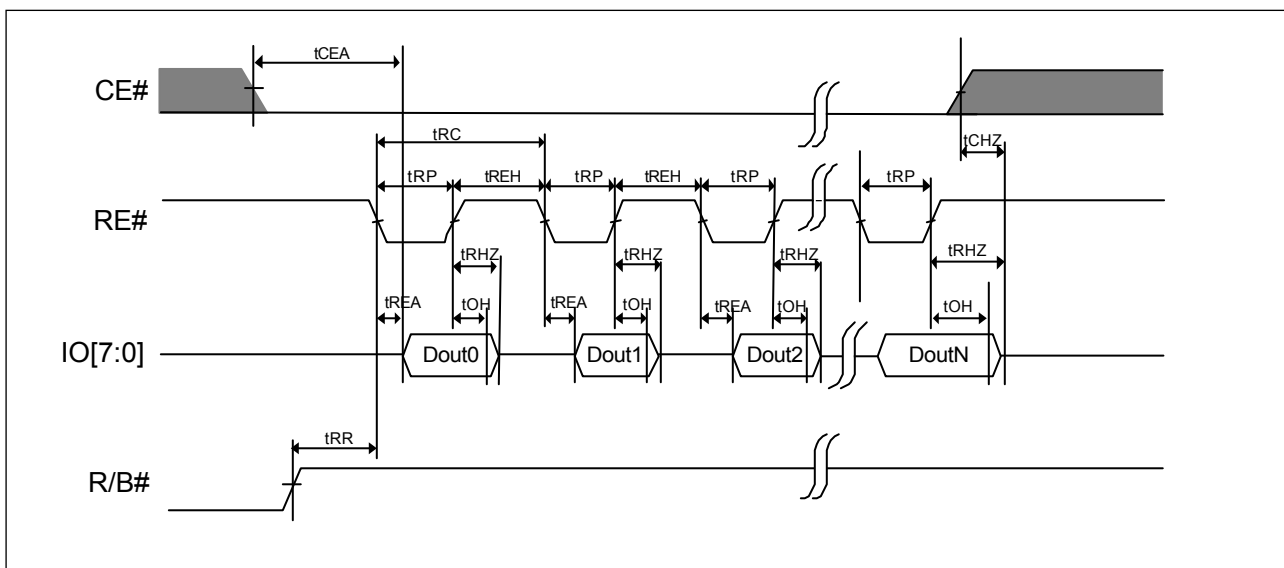 tCEA
CE#
tRC
tCHZ
tRP tREH tRP tREH tRP tRP
RE#
tRHZ tRHZ tRHZ tRHZ
tREA tOH tREA tOH tREA tOH tOH
IO[7:0] Dout0 Dout1 Dout2 DoutN
tRR
R/B#